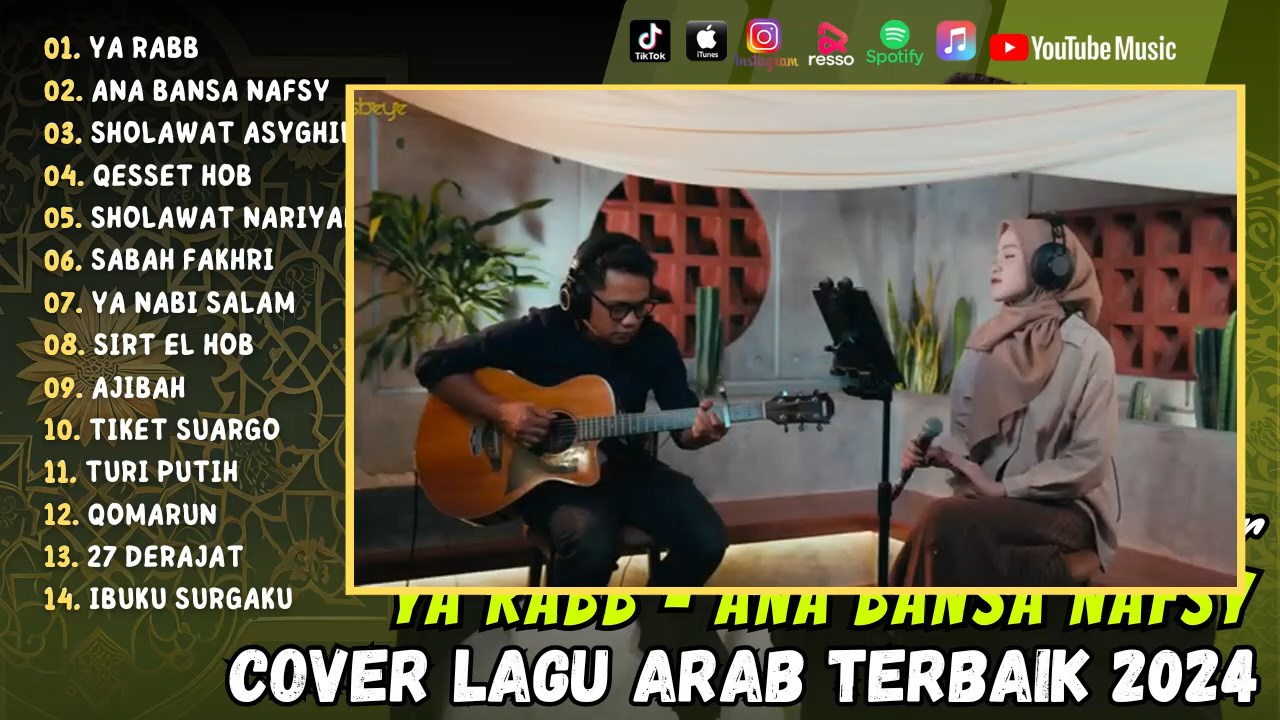 01. YA RABB
02. ANA BANSA NAFSY
03. SHOLAWAT
04. QESSET HOB
05. SHOLAWAT
06. SABAH FAKHRI
07. YA NABI SALAM
08. SIRT EL HOB
09. AJIBAH
10. TIKET SUARGO
11. TURI PUTIH
12. QOMARUN
13. 27 DERAJAT
14. IBUKU SURGAKU
TikTok
iTunes
Instagram
resso
Spotify
YouTube Music
YA RABB - ANA BANSA NAFSY
COVER LAGU ARAB TERBAIK 2024